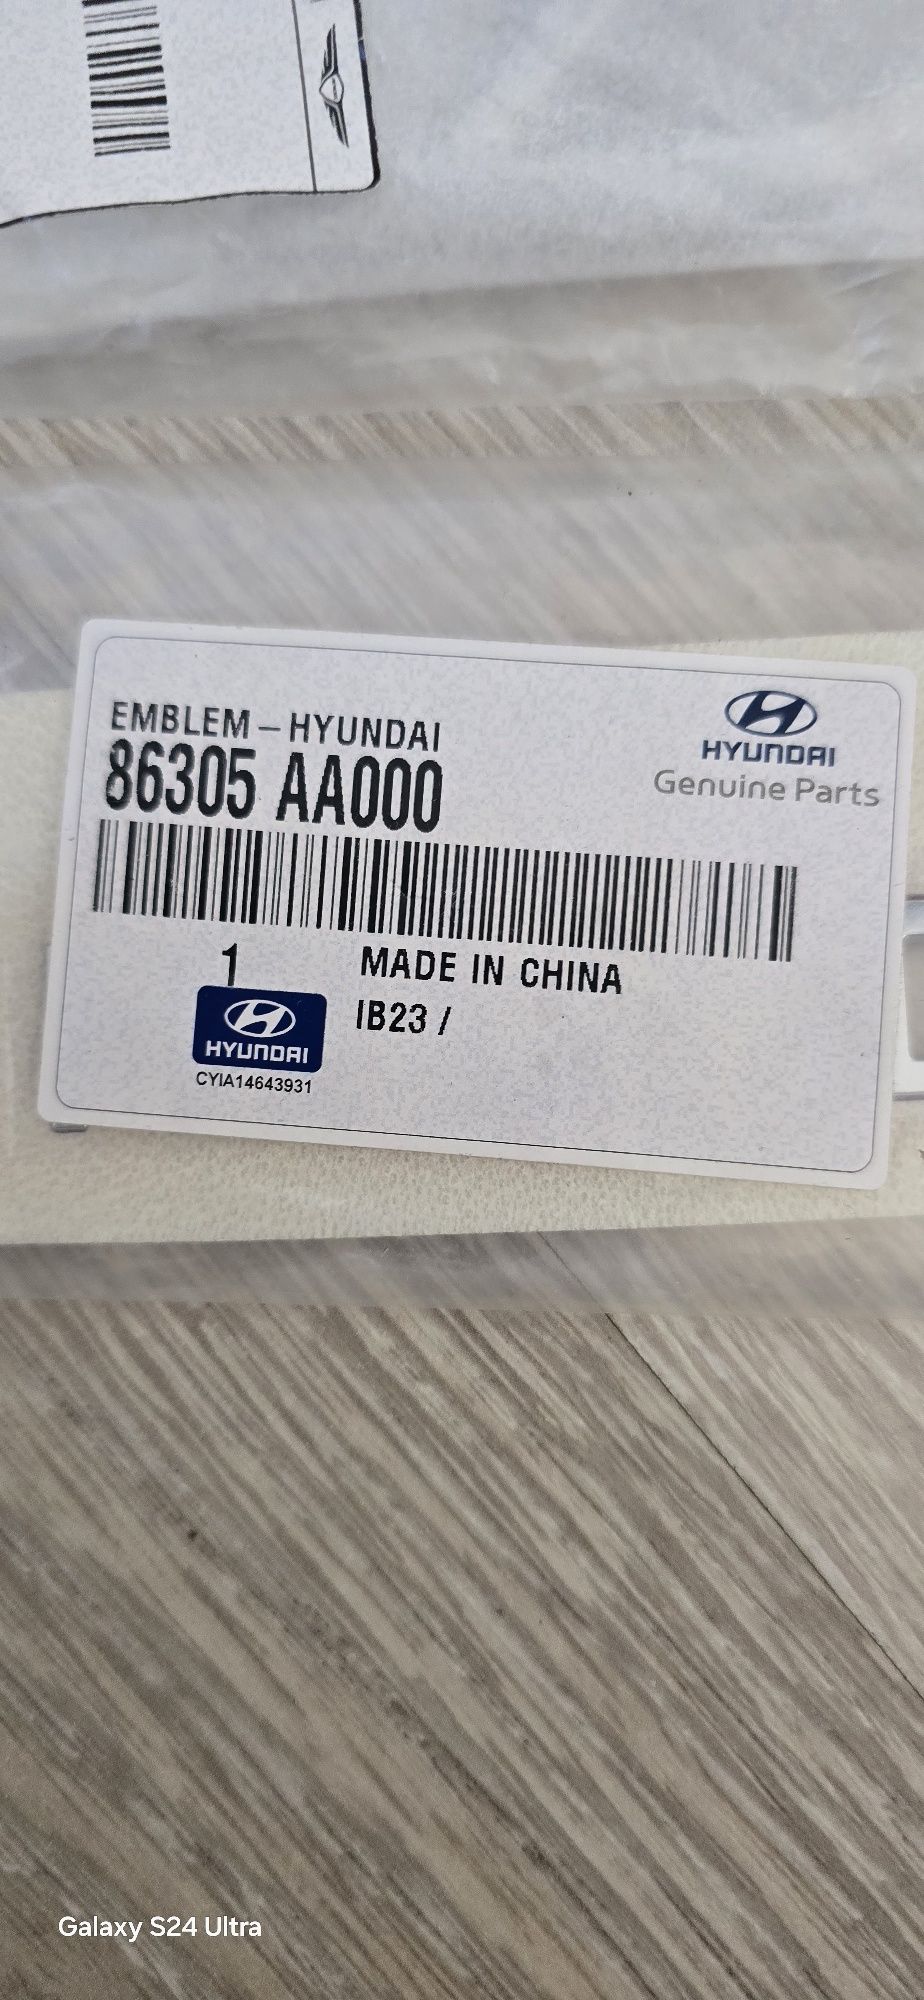 EMBLEM-HYUNDAI
86305 AA000
HYUNDAI
Genuine Parts
1
MADE IN CHINA
IB23 /
HYUNDAI
CYIA14643931
Galaxy S24 Ultra